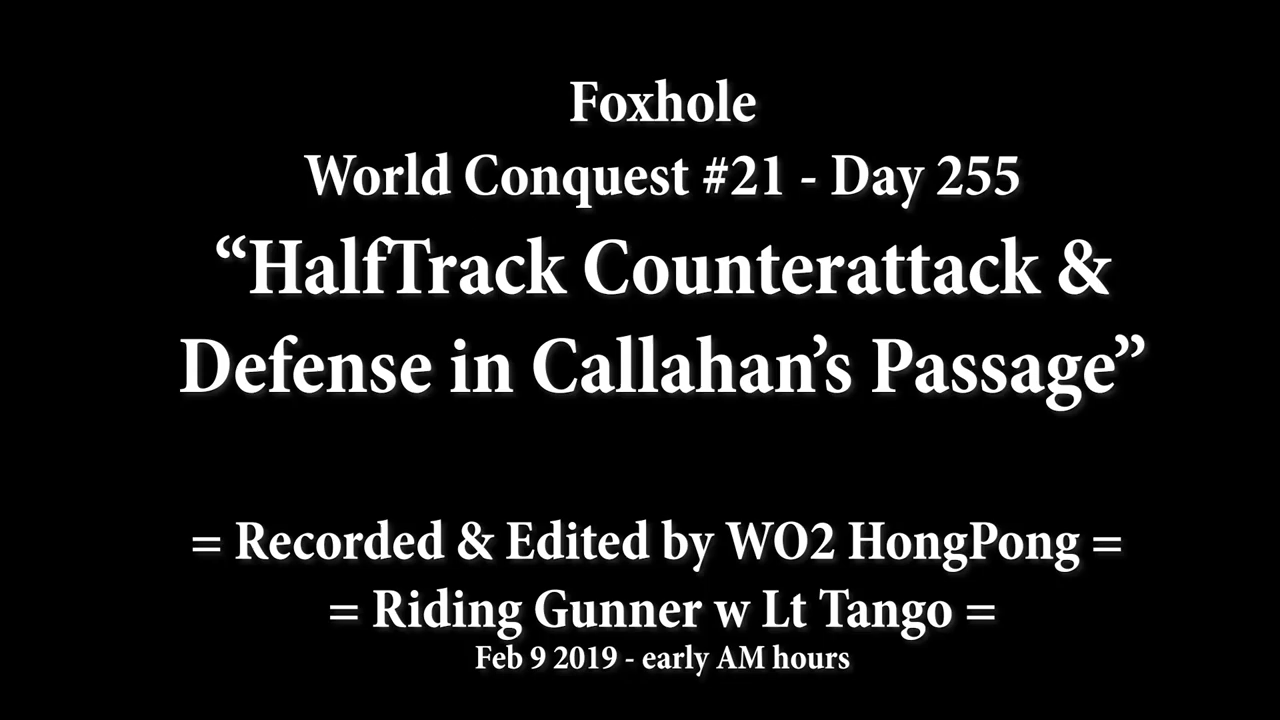 Foxhole
World Conquest #21 - Day 255
“HalfTrack Counterattack &
Defense in Callahan’s Passage”
= Recorded & Edited by WO2 HongPong =
= Riding Gunner w Lt Tango =
Feb 9 2019 - early AM hours